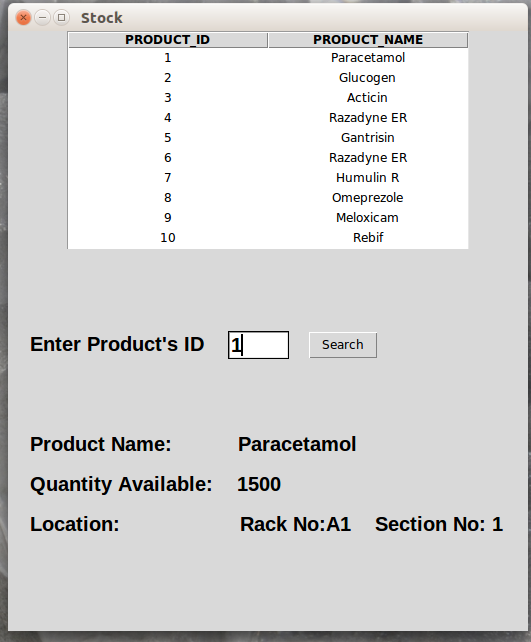 Stock
PRODUCT_ID PRODUCT_NAME
1 Paracetamol
2 Glucogen
3 Acticin
4 Razadyne ER
5 Gantrisin
6 Razadyne ER
7 Humulin R
8 Omeprezole
9 Meloxicam
10 Rebif
Enter Product's ID 1 Search
Product Name: Paracetamol
Quantity Available: 1500
Location: Rack No:A1 Section No: 1